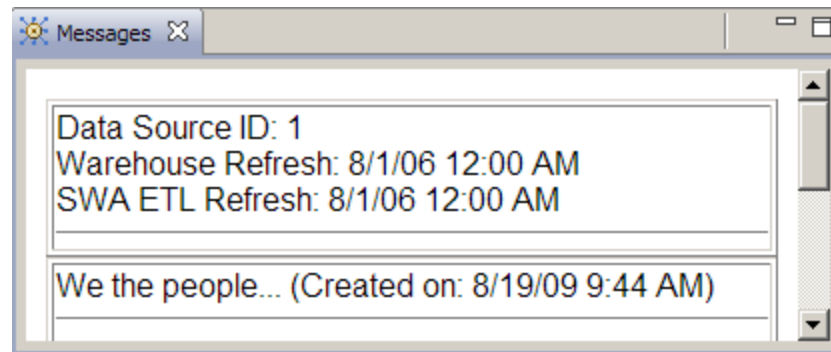 Messages
Data Source ID: 1
Warehouse Refresh: 8/1/06 12:00 AM
SWA ETL Refresh: 8/1/06 12:00 AM
We the people... (Created on: 8/19/09 9:44 AM)